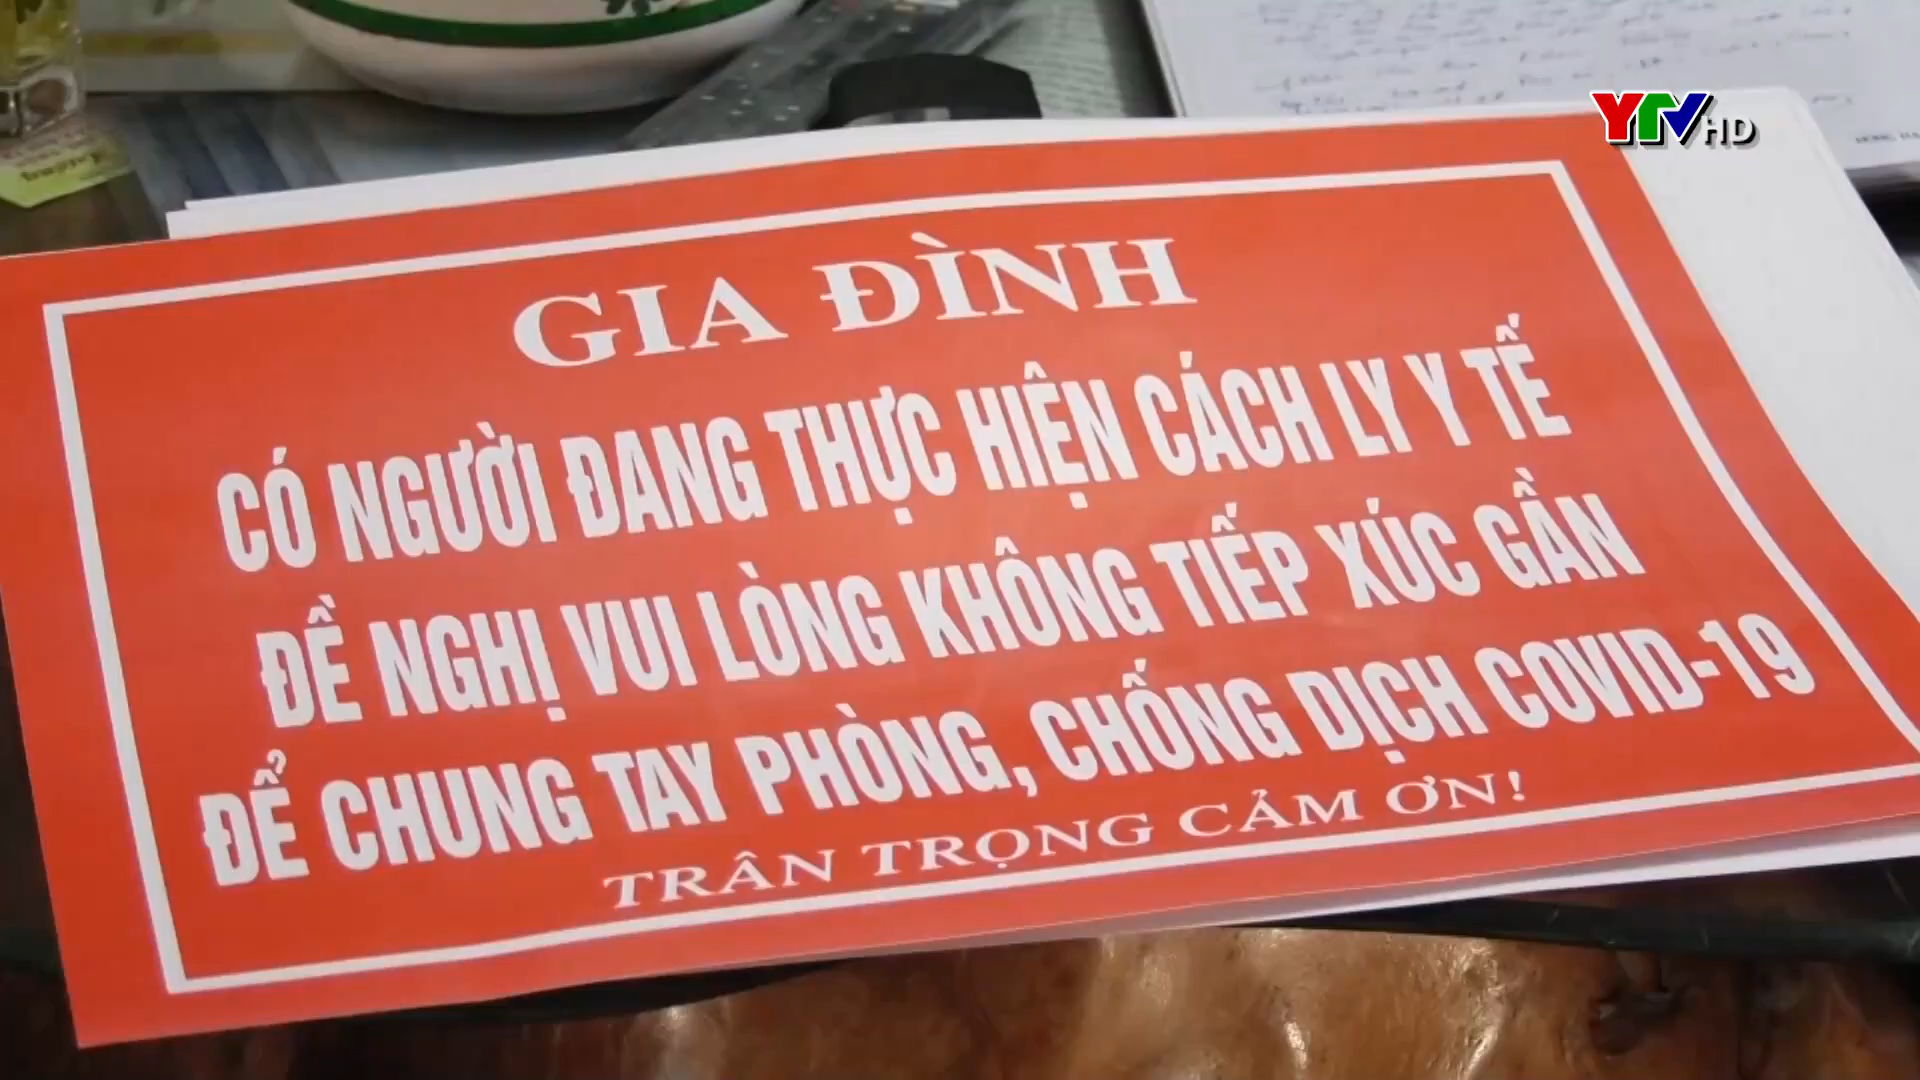 YTV HD
GIA ĐÌNH
CÓ NGƯỜI ĐANG THỰC HIỆN CÁCH LY Y TẾ
ĐỀ NGHỊ VUI LÒNG KHÔNG TIẾP XÚC GẦN
ĐỂ CHUNG TAY PHÒNG, CHỐNG DỊCH COVID-19
TRÂN TRỌNG CẢM ƠN!